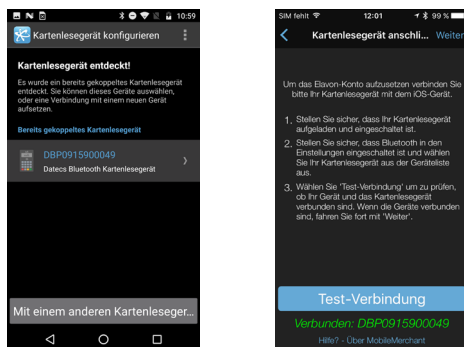 10:59
Kartenlesegerät konfigurieren
Kartenlesegerät entdeckt!
Es wurde ein bereits gekoppeltes Kartenlesegerät
entdeckt. Sie können dieses Geräte auswählen,
oder eine Verbindung mit einem neuen Gerät
aufsetzen.
Bereits gekoppeltes Kartenlesegerät
DBP0915900049
Datecs Bluetooth Kartenlesegerät
Mit einem anderen Kartenleseger...
SIM fehlt 12:01 99 %
Kartenlesegerät anschli... Weiter
Um das Elavon-Konto aufzusetzen verbinden Sie
bitte Ihr Kartenlesegerät mit dem iOS-Gerät.
1. Stellen Sie sicher, dass Ihr Kartenlesegerät
aufgeladen und eingeschaltet ist.
2. Stellen Sie sicher, dass Bluetooth in den
Einstellungen eingeschaltet ist und wählen
Sie Ihr Kartenlesegerät aus der Geräteliste
aus.
3. Wählen Sie 'Test-Verbindung' um zu prüfen,
ob Ihr Gerät und das Kartenlesegerät
verbunden sind. Wenn die Geräte verbunden
sind, fahren Sie fort mit 'Weiter'.
Test-Verbindung
Verbunden: DBP0915900049
Hilfe? - Über MobileMerchant